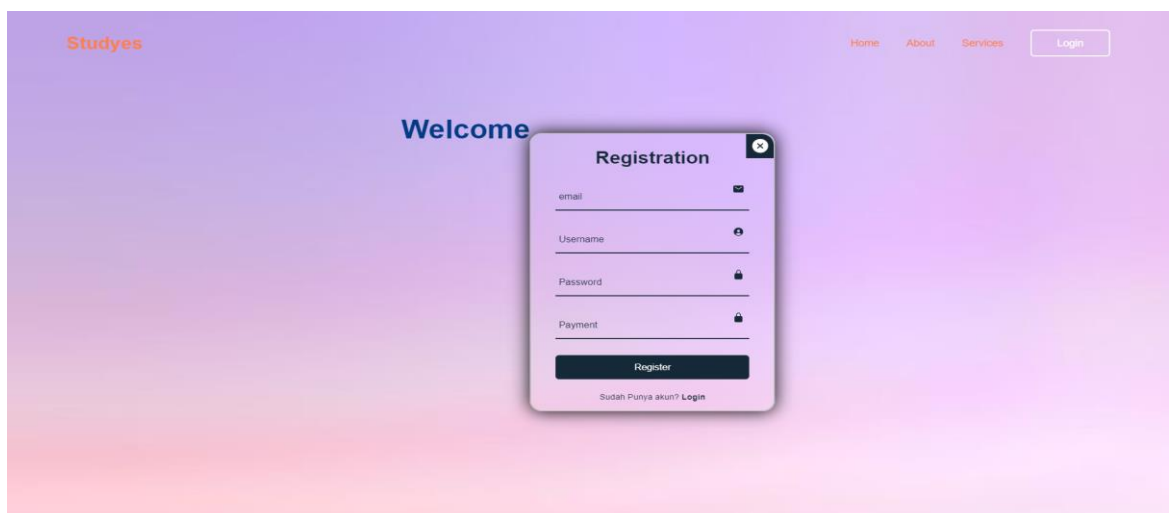 Studyes
Home About Services Login
Welcome
Registration
email
Username
Password
Payment
Register
Sudah Punya akun? Login